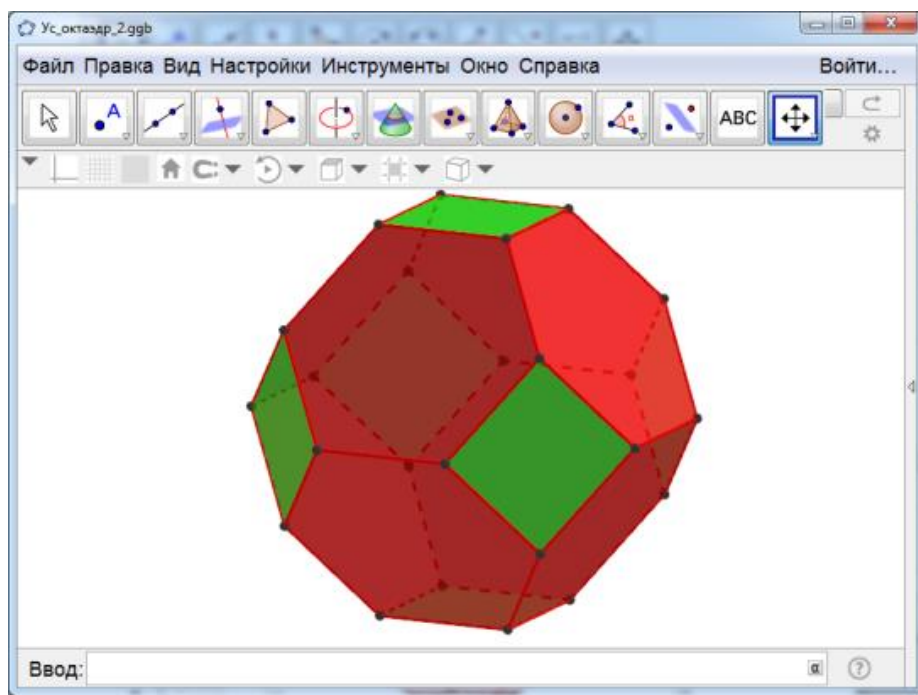 Ус_октаэдр_2.ggb
Файл Правка Вид Настройки Инструменты Окно Справка Войти...
A α ABC
Ввод: α ?